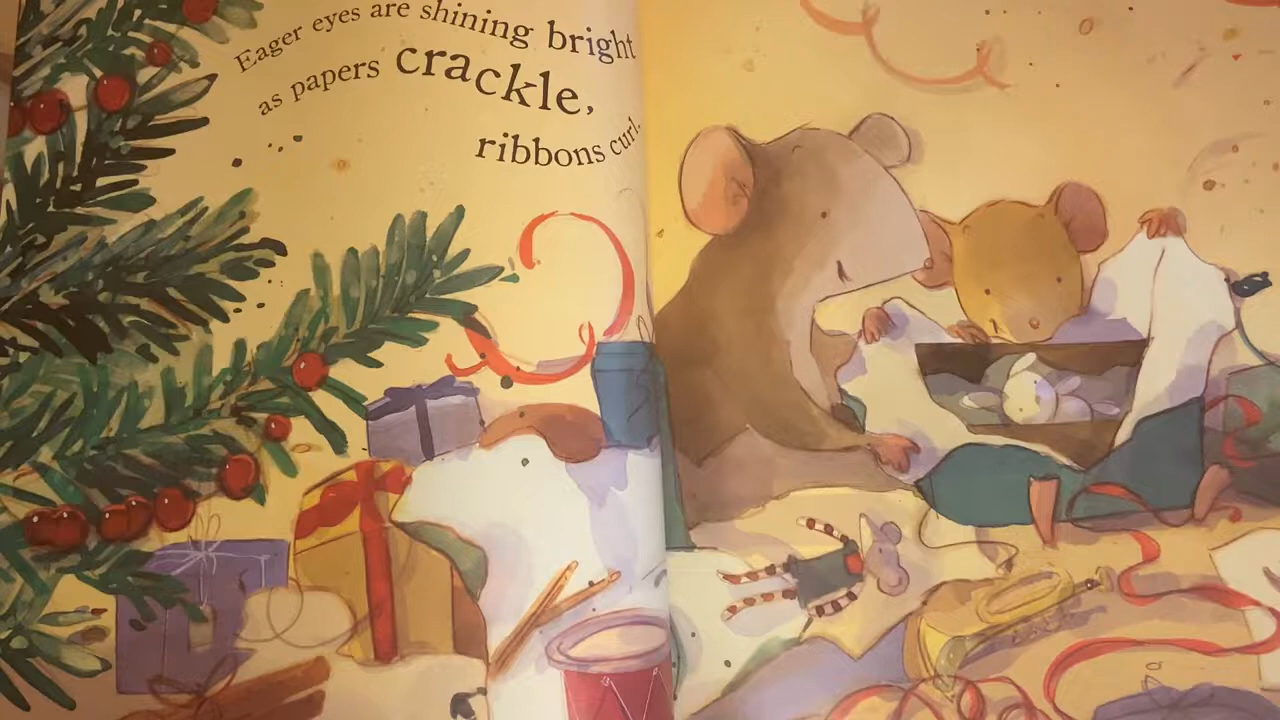 Eager eyes are shining bright
as papers crackle,
ribbons curl.